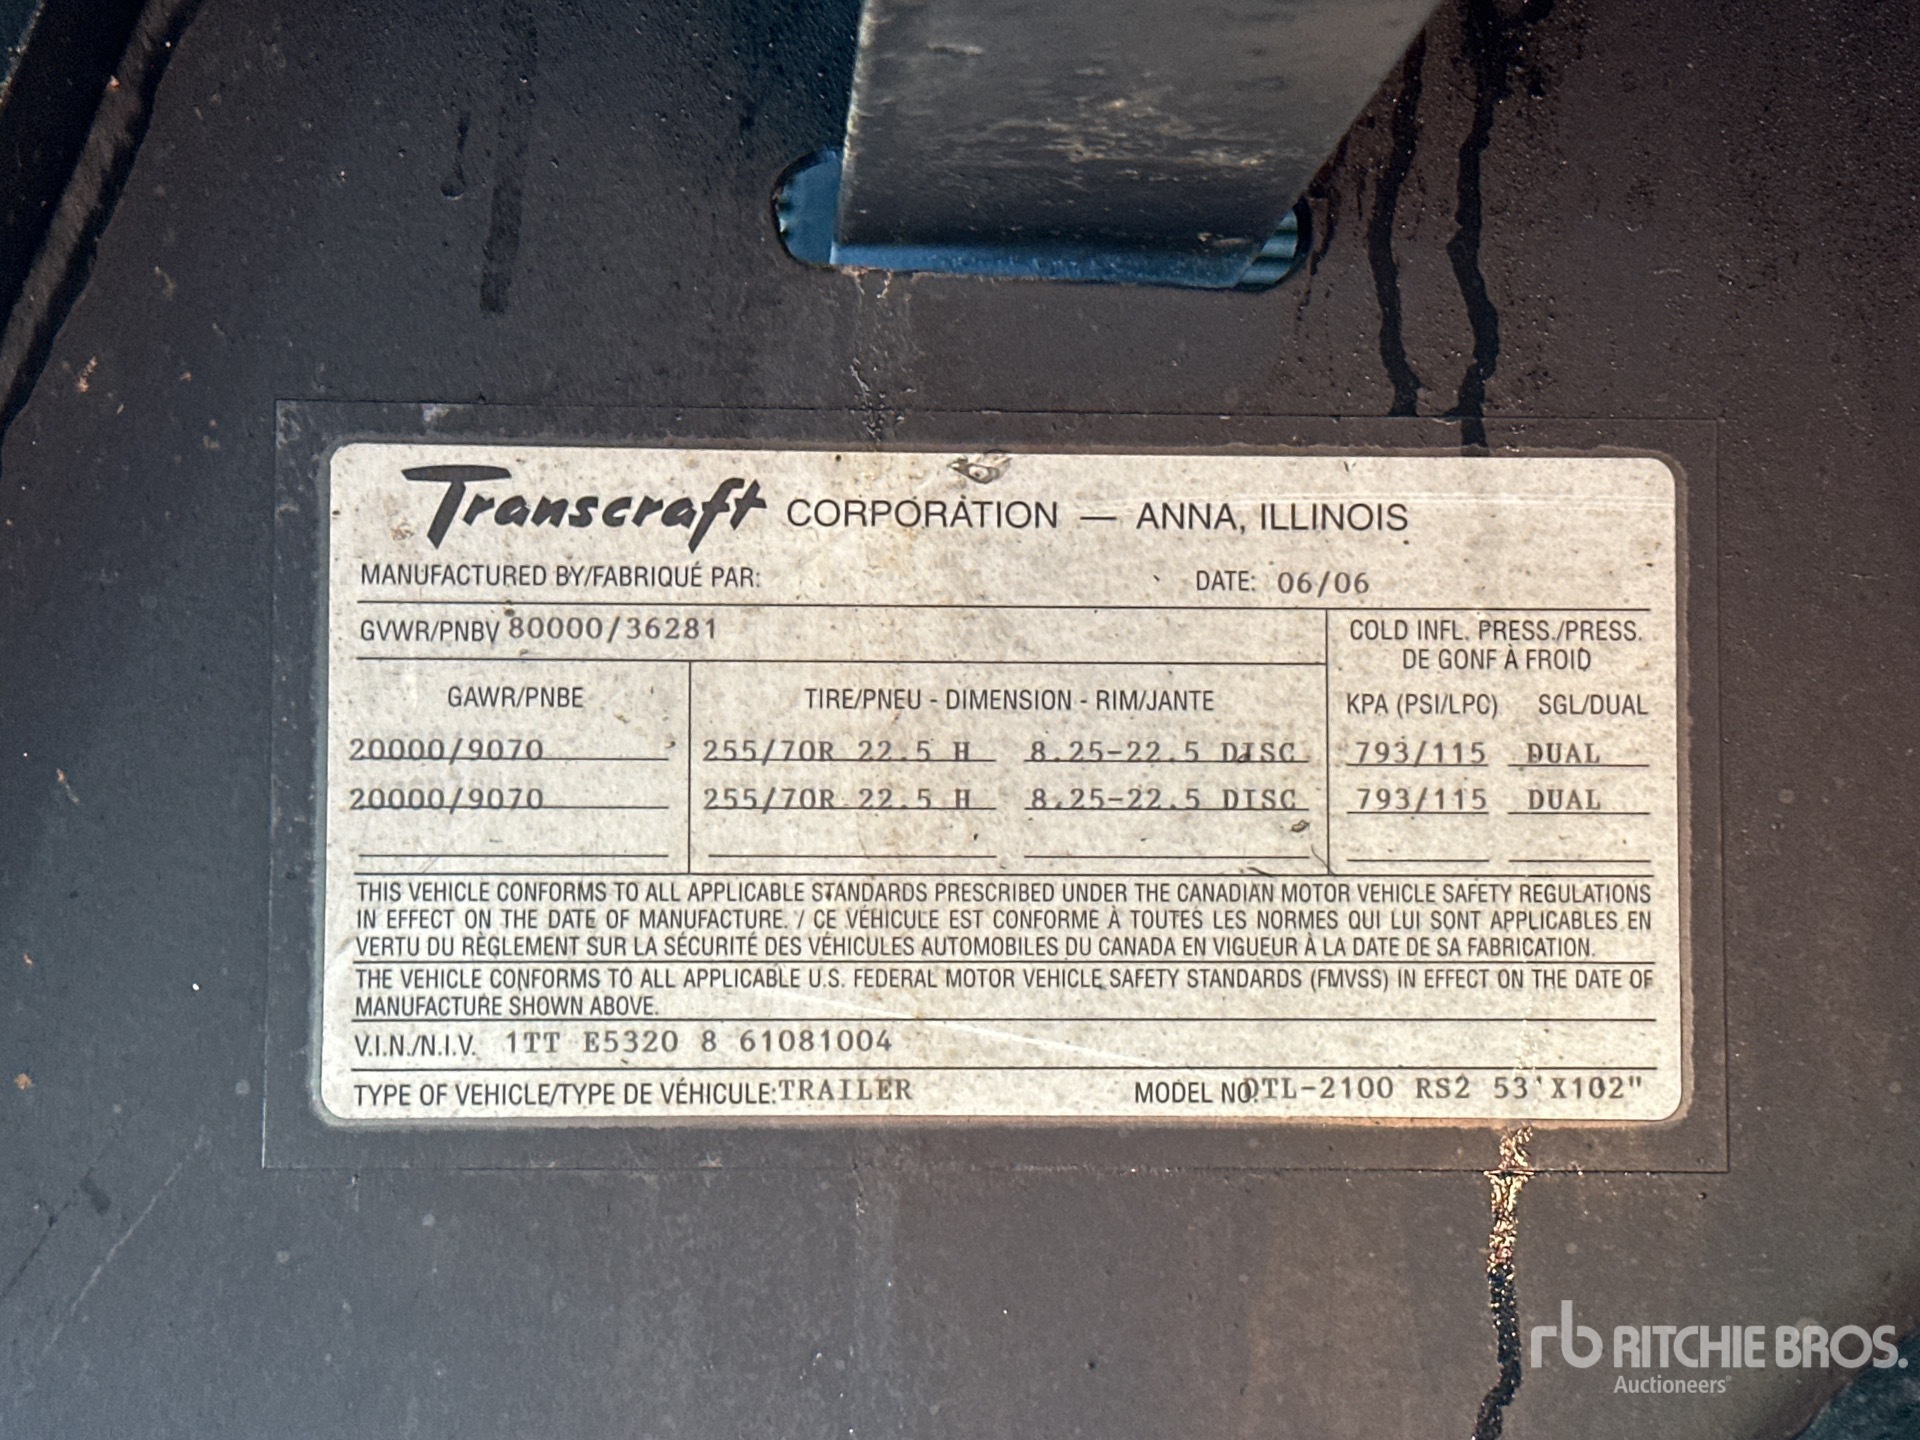 Transcraft CORPORATION — ANNA, ILLINOIS
MANUFACTURED BY/FABRIQUÉ PAR: DATE: 06/06
GVWR/PNBV 80000/36281
COLD INFL. PRESS./PRESS.
DE GONF À FROID
GAWR/PNBE TIRE/PNEU - DIMENSION - RIM/JANTE KPA (PSI/LPC) SGL/DUAL
20000/9070 255/70R 22.5 H 8.25-22.5 DISC 793/115 DUAL
20000/9070 255/70R 22.5 H 8.25-22.5 DISC 793/115 DUAL
THIS VEHICLE CONFORMS TO ALL APPLICABLE STANDARDS PRESCRIBED UNDER THE CANADIAN MOTOR VEHICLE SAFETY REGULATIONS
IN EFFECT ON THE DATE OF MANUFACTURE. / CE VÉHICULE EST CONFORME À TOUTES LES NORMES QUI LUI SONT APPLICABLES EN
VERTU DU RÈGLEMENT SUR LA SÉCURITÉ DES VÉHICULES AUTOMOBILES DU CANADA EN VIGUEUR À LA DATE DE SA FABRICATION.
THE VEHICLE CONFORMS TO ALL APPLICABLE U.S. FEDERAL MOTOR VEHICLE SAFETY STANDARDS (FMVSS) IN EFFECT ON THE DATE OF
MANUFACTURE SHOWN ABOVE.
V.I.N./N.I.V. 1TT E5320 8 61081004
TYPE OF VEHICLE/TYPE DE VÉHICULE: TRAILER MODEL NO. DTL-2100 RS2 53'X102"
rb RITCHIE BROS.
Auctioneers